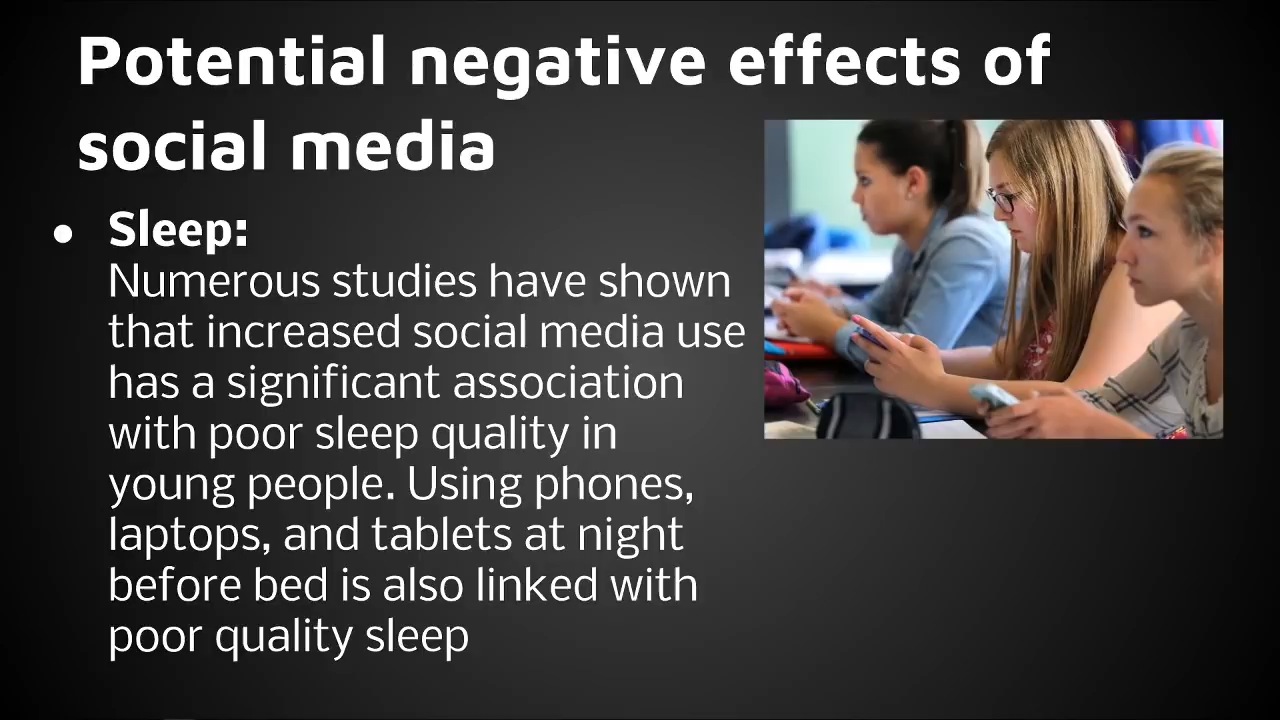 Potential negative effects of
social media
● Sleep:
Numerous studies have shown
that increased social media use
has a significant association
with poor sleep quality in
young people. Using phones,
laptops, and tablets at night
before bed is also linked with
poor quality sleep